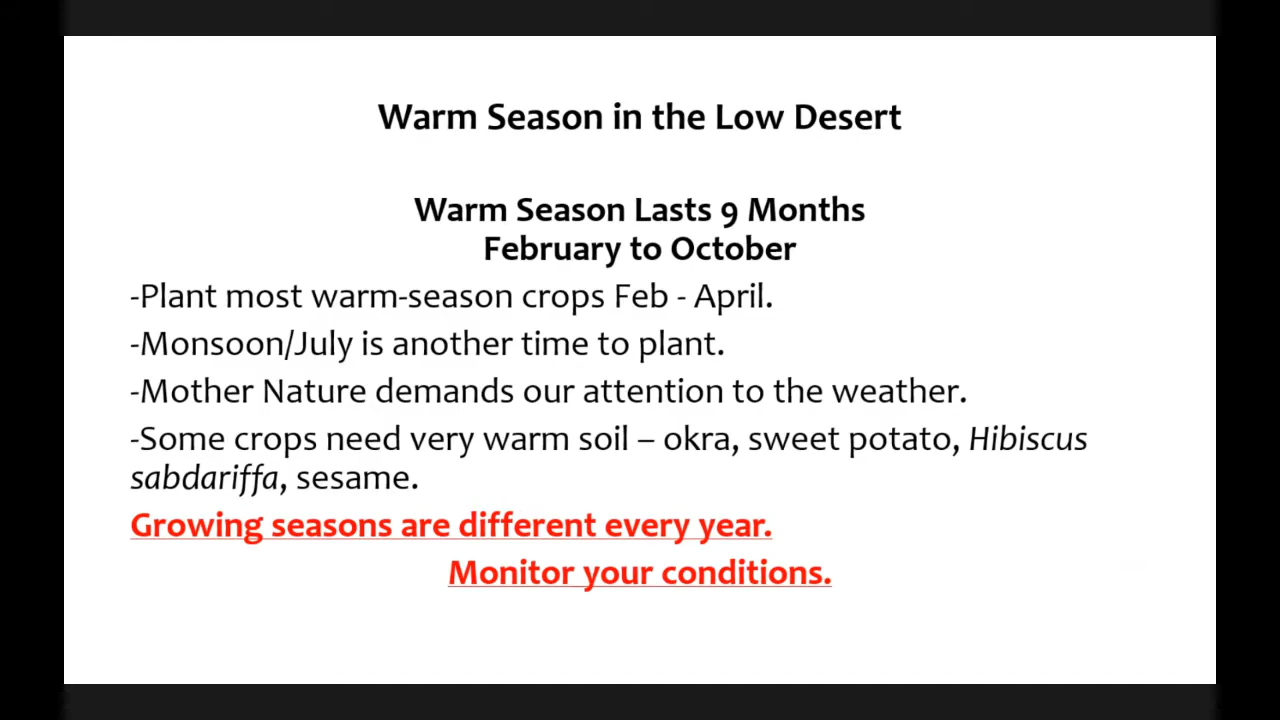 Warm Season in the Low Desert
Warm Season Lasts 9 Months
February to October
-Plant most warm-season crops Feb - April.
-Monsoon/July is another time to plant.
-Mother Nature demands our attention to the weather.
-Some crops need very warm soil – okra, sweet potato, Hibiscus
sabdariffa, sesame.
Growing seasons are different every year.
Monitor your conditions.